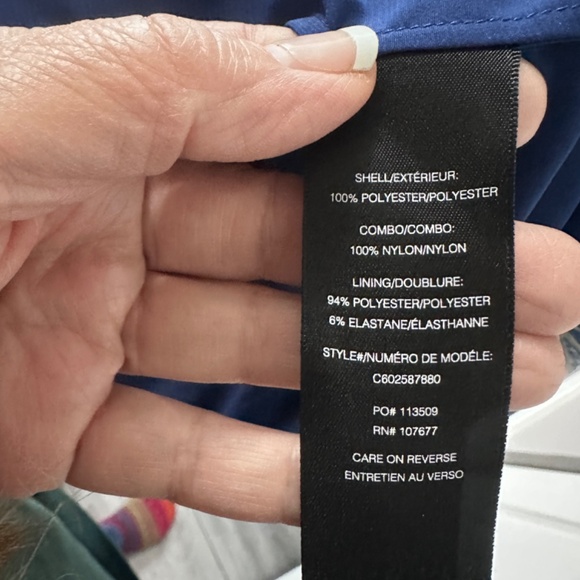 SHELL/EXTÉRIEUR:
100% POLYESTER/POLYESTER
COMBO/COMBO:
100% NYLON/NYLON
LINING/DOUBLURE:
94% POLYESTER/POLYESTER
6% ELASTANE/ÉLASTHANNE
STYLE#/NUMÉRO DE MODÈLE:
C602587880
PO# 113509
RN# 107677
CARE ON REVERSE
ENTRETIEN AU VERSO